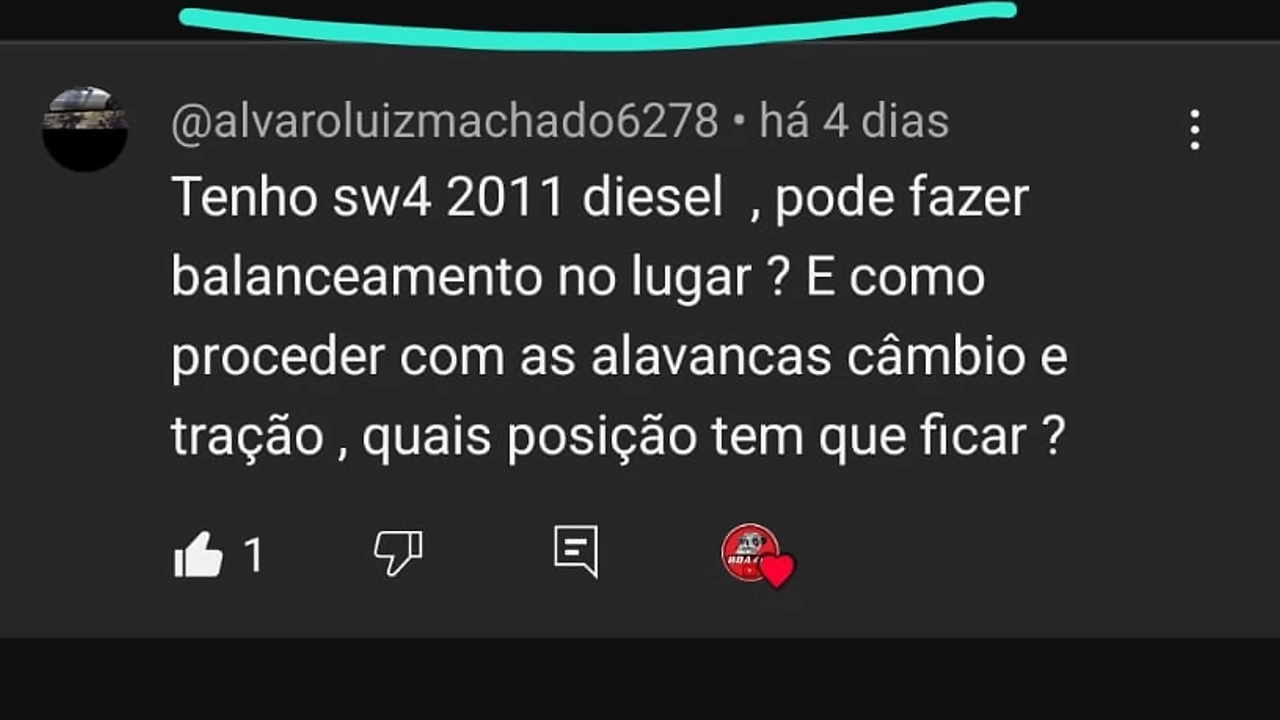 @alvaroluizmachado6278 • há 4 dias
Tenho sw4 2011 diesel , pode fazer
balanceamento no lugar ? E como
proceder com as alavancas câmbio e
tração , quais posição tem que ficar ?
1